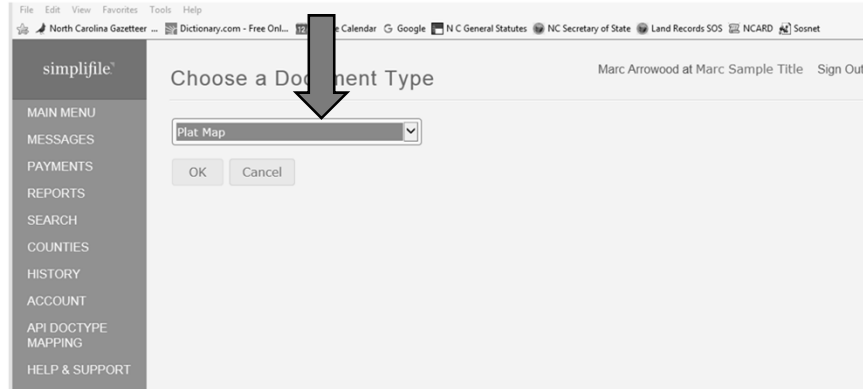 File Edit View Favorites Tools Help
North Carolina Gazetteer ... Dictionary.com - Free Onl... Calendar G Google N C General Statutes NC Secretary of State Land Records SOS NCARD Sosnet
simplifile
Choose a Document Type
Marc Arrowood at Marc Sample Title Sign Out
MAIN MENU
MESSAGES
PAYMENTS
REPORTS
SEARCH
COUNTIES
HISTORY
ACCOUNT
API DOCTYPE
MAPPING
HELP & SUPPORT
Plat Map
OK Cancel